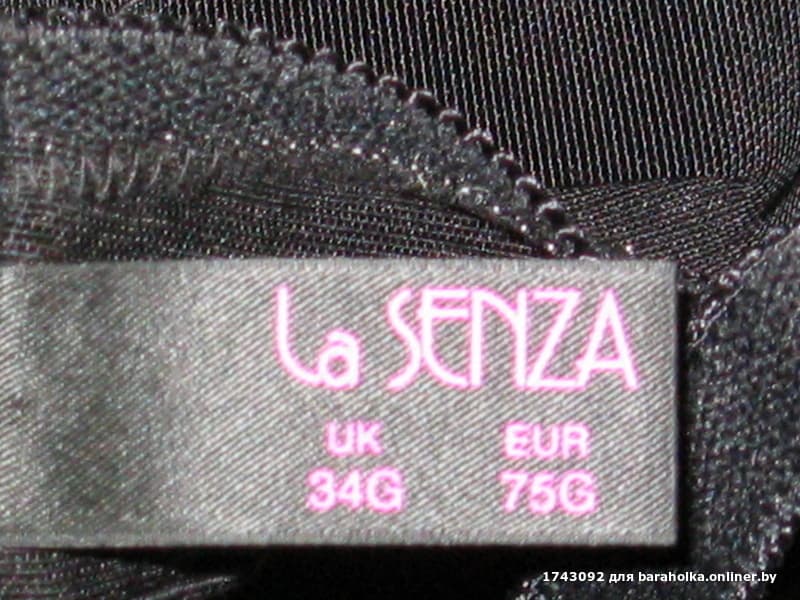 La SENZA
UK EUR
34G 75G
1743092 для baraholka.onliner.by